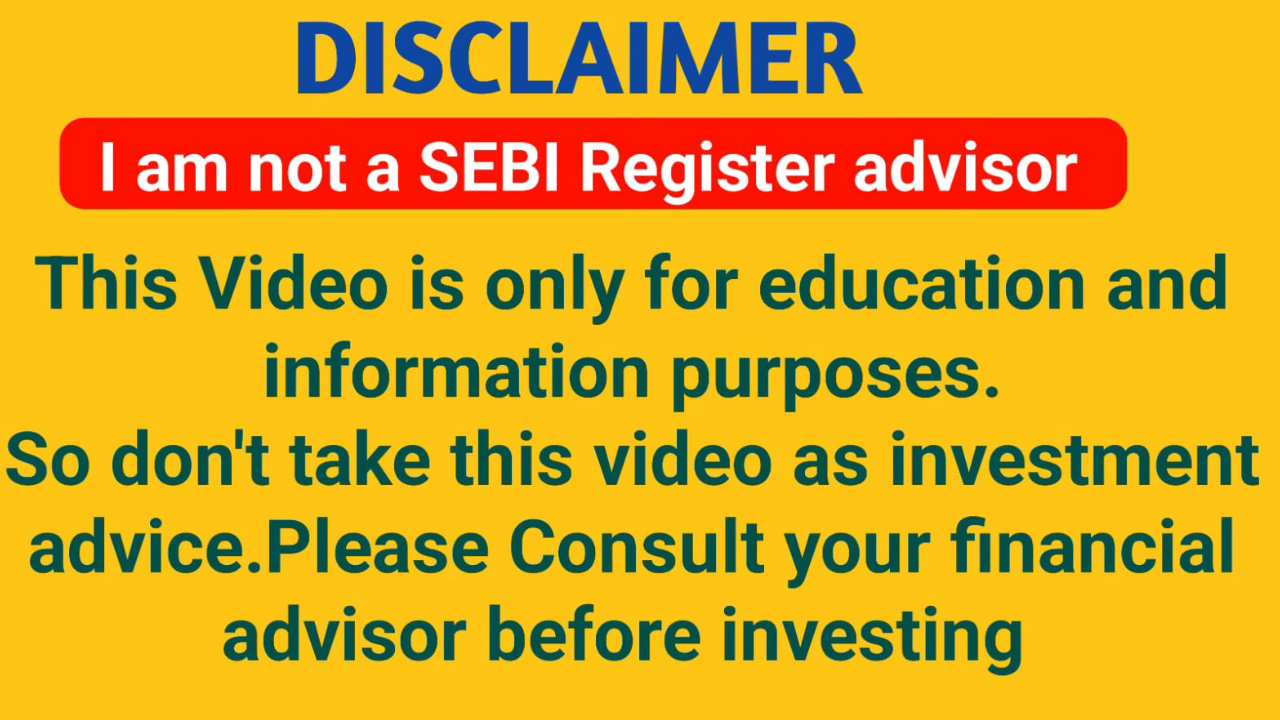 DISCLAIMER
I am not a SEBI Register advisor
This Video is only for education and
information purposes.
So don't take this video as investment
advice.Please Consult your financial
advisor before investing